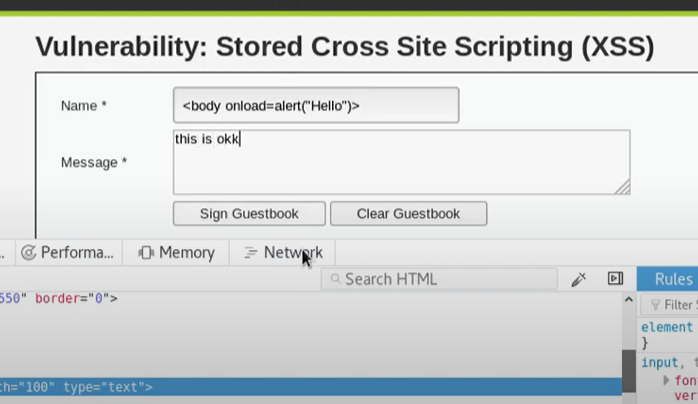 Vulnerability: Stored Cross Site Scripting (XSS)
Name * <body onload=alert("Hello")>
this is okk
Message *
Sign Guestbook Clear Guestbook
.. Performa... Memory Network
Search HTML Rules
550" border="0"> Filter S
element
}
input, t
th="100" type="text"> fon
ver